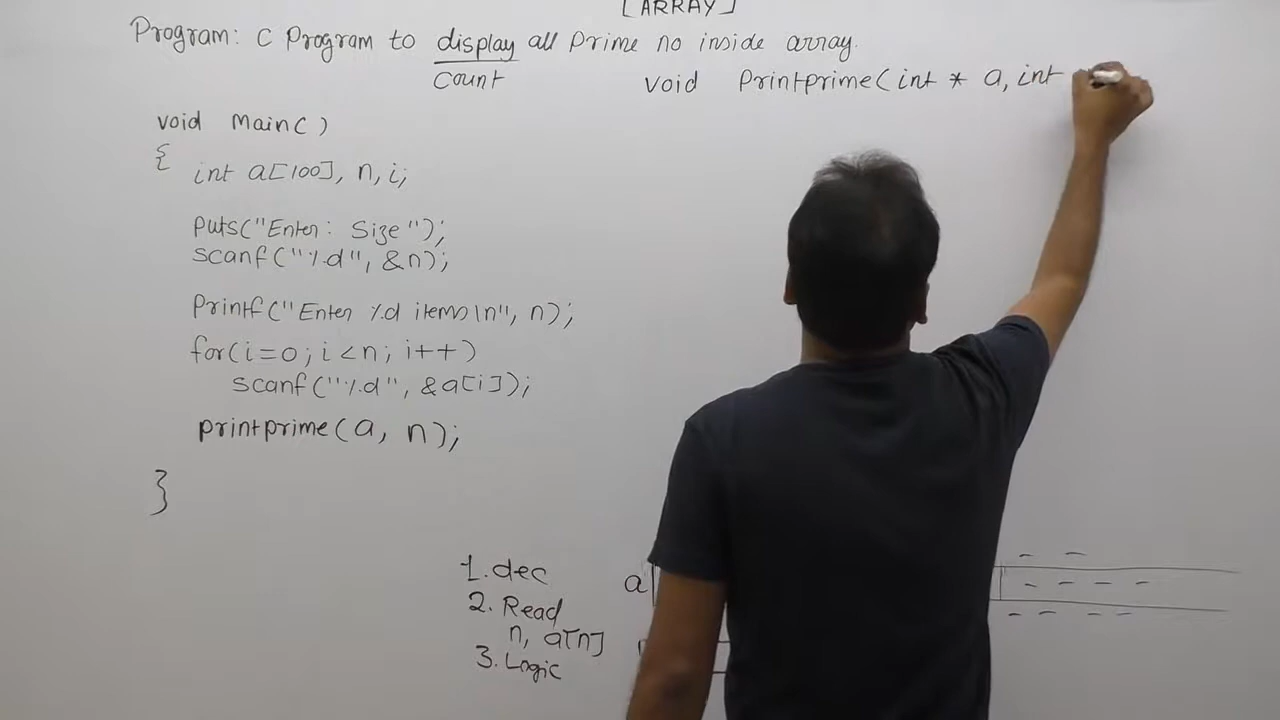 [ARRAY]
Program: C Program to display all prime no inside array.
count
void Printprime(int * a, int
void Main()
{
int a[100], n, i;
Puts("Enter: Size");
scanf("%d", &n);
Printf("Enter %d items\n", n);
for(i=0; i<n; i++)
scanf("%d", &a[i]);
printprime(a, n);
}
1. dec
2. Read
n, a[n]
3. Logic
a